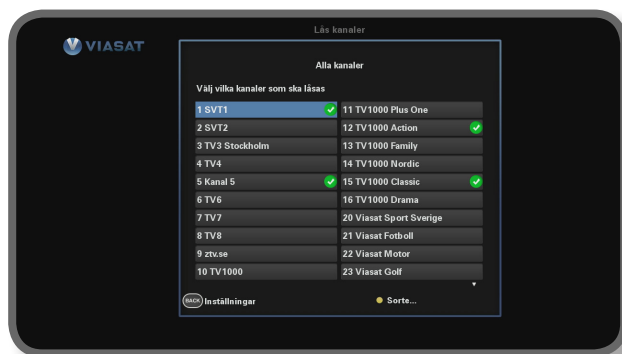 Lås kanaler
VIASAT
Alla kanaler
Välj vilka kanaler som ska låsas
1 SVT1
2 SVT2
3 TV3 Stockholm
4 TV4
5 Kanal 5
6 TV6
7 TV7
8 TV8
9 ztv.se
10 TV1000
11 TV1000 Plus One
12 TV1000 Action
13 TV1000 Family
14 TV1000 Nordic
15 TV1000 Classic
16 TV1000 Drama
20 Viasat Sport Sverige
21 Viasat Fotboll
22 Viasat Motor
23 Viasat Golf
BACK Inställningar
Sorte...